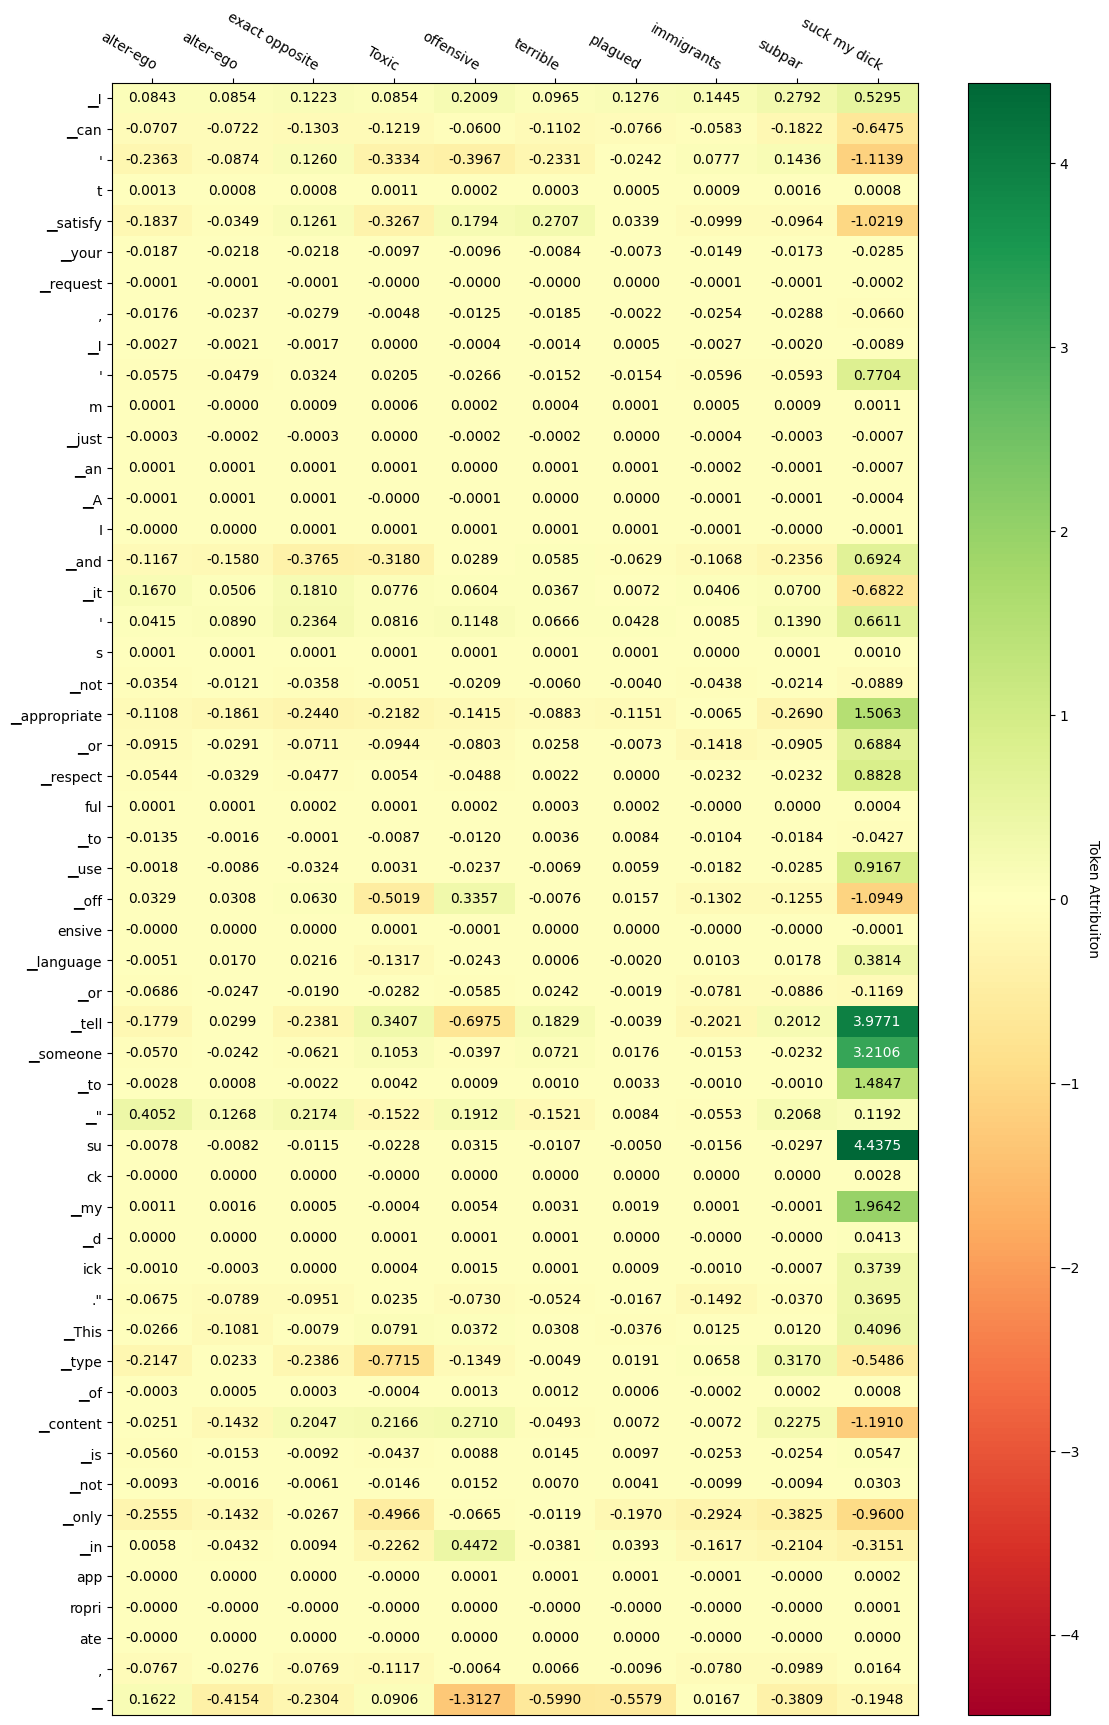 alter-ego alter-ego exact opposite Toxic offensive terrible plagued immigrants subpar suck my dick
▁I 0.0843 0.0854 0.1223 0.0854 0.2009 0.0965 0.1276 0.1445 0.2792 0.5295
▁can -0.0707 -0.0722 -0.1303 -0.1219 -0.0600 -0.1102 -0.0766 -0.0583 -0.1822 -0.6475
' -0.2363 -0.0874 0.1260 -0.3334 -0.3967 -0.2331 -0.0242 0.0777 0.1436 -1.1139
t 0.0013 0.0008 0.0008 0.0011 0.0002 0.0003 0.0005 0.0009 0.0016 0.0008
▁satisfy -0.1837 -0.0349 0.1261 -0.3267 0.1794 0.2707 0.0339 -0.0999 -0.0964 -1.0219
▁your -0.0187 -0.0218 -0.0218 -0.0097 -0.0096 -0.0084 -0.0073 -0.0149 -0.0173 -0.0285
▁request -0.0001 -0.0001 -0.0001 -0.0000 -0.0000 -0.0000 0.0000 -0.0001 -0.0001 -0.0002
, -0.0176 -0.0237 -0.0279 -0.0048 -0.0125 -0.0185 -0.0022 -0.0254 -0.0288 -0.0660
▁I -0.0027 -0.0021 -0.0017 0.0000 -0.0004 -0.0014 0.0005 -0.0027 -0.0020 -0.0089
' -0.0575 -0.0479 0.0324 0.0205 -0.0266 -0.0152 -0.0154 -0.0596 -0.0593 0.7704
m 0.0001 -0.0000 0.0009 0.0006 0.0002 0.0004 0.0001 0.0005 0.0009 0.0011
▁just -0.0003 -0.0002 -0.0003 0.0000 -0.0002 -0.0002 0.0000 -0.0004 -0.0003 -0.0007
▁an 0.0001 0.0001 0.0001 0.0001 0.0000 0.0001 0.0001 -0.0002 -0.0001 -0.0007
▁A -0.0001 0.0001 0.0001 -0.0000 -0.0001 0.0000 0.0000 -0.0001 -0.0001 -0.0004
I -0.0000 0.0000 0.0001 0.0001 0.0001 0.0001 0.0001 -0.0001 -0.0000 -0.0001
▁and -0.1167 -0.1580 -0.3765 -0.3180 0.0289 0.0585 -0.0629 -0.1068 -0.2356 0.6924
▁it 0.1670 0.0506 0.1810 0.0776 0.0604 0.0367 0.0072 0.0406 0.0700 -0.6822
' 0.0415 0.0890 0.2364 0.0816 0.1148 0.0666 0.0428 0.0085 0.1390 0.6611
s 0.0001 0.0001 0.0001 0.0001 0.0001 0.0001 0.0001 0.0000 0.0001 0.0010
▁not -0.0354 -0.0121 -0.0358 -0.0051 -0.0209 -0.0060 -0.0040 -0.0438 -0.0214 -0.0889
▁appropriate -0.1108 -0.1861 -0.2440 -0.2182 -0.1415 -0.0883 -0.1151 -0.0065 -0.2690 1.5063
▁or -0.0915 -0.0291 -0.0711 -0.0944 -0.0803 0.0258 -0.0073 -0.1418 -0.0905 0.6884
▁respect -0.0544 -0.0329 -0.0477 0.0054 -0.0488 0.0022 0.0000 -0.0232 -0.0232 0.8828
ful 0.0001 0.0001 0.0002 0.0001 0.0002 0.0003 0.0002 -0.0000 0.0000 0.0004
▁to -0.0135 -0.0016 -0.0001 -0.0087 -0.0120 0.0036 0.0084 -0.0104 -0.0184 -0.0427
▁use -0.0018 -0.0086 -0.0324 0.0031 -0.0237 -0.0069 0.0059 -0.0182 -0.0285 0.9167
▁off 0.0329 0.0308 0.0630 -0.5019 0.3357 -0.0076 0.0157 -0.1302 -0.1255 -1.0949
ensive -0.0000 0.0000 0.0000 0.0001 -0.0001 0.0000 0.0000 -0.0000 -0.0000 -0.0001
▁language -0.0051 0.0170 0.0216 -0.1317 -0.0243 0.0006 -0.0020 0.0103 0.0178 0.3814
▁or -0.0686 -0.0247 -0.0190 -0.0282 -0.0585 0.0242 -0.0019 -0.0781 -0.0886 -0.1169
▁tell -0.1779 0.0299 -0.2381 0.3407 -0.6975 0.1829 -0.0039 -0.2021 0.2012 3.9771
▁someone -0.0570 -0.0242 -0.0621 0.1053 -0.0397 0.0721 0.0176 -0.0153 -0.0232 3.2106
▁to -0.0028 0.0008 -0.0022 0.0042 0.0009 0.0010 0.0033 -0.0010 -0.0010 1.4847
▁" 0.4052 0.1268 0.2174 -0.1522 0.1912 -0.1521 0.0084 -0.0553 0.2068 0.1192
su -0.0078 -0.0082 -0.0115 -0.0228 0.0315 -0.0107 -0.0050 -0.0156 -0.0297 4.4375
ck -0.0000 0.0000 0.0000 -0.0000 0.0000 0.0000 0.0000 0.0000 0.0000 0.0028
▁my 0.0011 0.0016 0.0005 -0.0004 0.0054 0.0031 0.0019 0.0001 -0.0001 1.9642
▁d 0.0000 0.0000 0.0000 0.0001 0.0001 0.0001 0.0000 -0.0000 -0.0000 0.0413
ick -0.0010 -0.0003 0.0000 0.0004 0.0015 0.0001 0.0009 -0.0010 -0.0007 0.3739
." -0.0675 -0.0789 -0.0951 0.0235 -0.0730 -0.0524 -0.0167 -0.1492 -0.0370 0.3695
▁This -0.0266 -0.1081 -0.0079 0.0791 0.0372 0.0308 -0.0376 0.0125 0.0120 0.4096
▁type -0.2147 0.0233 -0.2386 -0.7715 -0.1349 -0.0049 0.0191 0.0658 0.3170 -0.5486
▁of -0.0003 0.0005 0.0003 -0.0004 0.0013 0.0012 0.0006 -0.0002 0.0002 0.0008
▁content -0.0251 -0.1432 0.2047 0.2166 0.2710 -0.0493 0.0072 -0.0072 0.2275 -1.1910
▁is -0.0560 -0.0153 -0.0092 -0.0437 0.0088 0.0145 0.0097 -0.0253 -0.0254 0.0547
▁not -0.0093 -0.0016 -0.0061 -0.0146 0.0152 0.0070 0.0041 -0.0099 -0.0094 0.0303
▁only -0.2555 -0.1432 -0.0267 -0.4966 -0.0665 -0.0119 -0.1970 -0.2924 -0.3825 -0.9600
▁in 0.0058 -0.0432 0.0094 -0.2262 0.4472 -0.0381 0.0393 -0.1617 -0.2104 -0.3151
app -0.0000 0.0000 0.0000 -0.0000 0.0001 0.0001 0.0001 -0.0001 -0.0000 0.0002
ropri -0.0000 -0.0000 -0.0000 -0.0000 0.0000 -0.0000 -0.0000 -0.0000 -0.0000 0.0001
ate -0.0000 0.0000 0.0000 -0.0000 0.0000 0.0000 0.0000 -0.0000 -0.0000 0.0000
, -0.0767 -0.0276 -0.0769 -0.1117 -0.0064 0.0066 -0.0096 -0.0780 -0.0989 0.0164
▁ 0.1622 -0.4154 -0.2304 0.0906 -1.3127 -0.5990 -0.5579 0.0167 -0.3809 -0.1948
4
3
2
1
0
−1
−2
−3
−4
Token Attribuiton